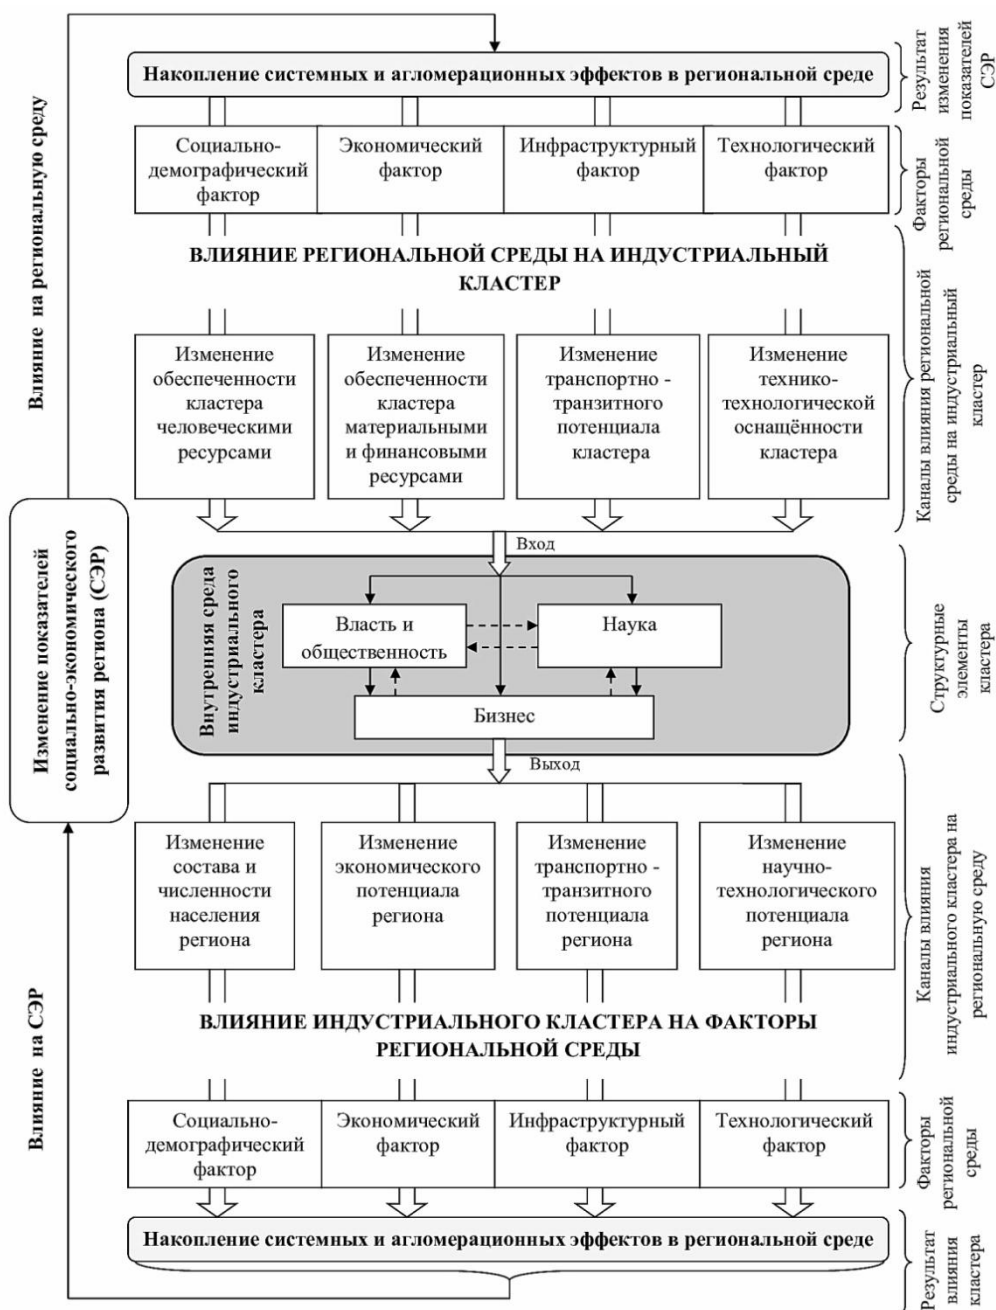 Накопление системных и агломерационных эффектов в региональной среде
Результат
изменения
показателей
СЭР
Социально-
демографический
фактор
Экономический
фактор
Инфраструктурный
фактор
Технологический
фактор
Факторы
региональной
среды
Влияние на региональную среду
ВЛИЯНИЕ РЕГИОНАЛЬНОЙ СРЕДЫ НА ИНДУСТРИАЛЬНЫЙ
КЛАСТЕР
Изменение
обеспеченности
кластера
человеческими
ресурсами
Изменение
обеспеченности
кластера
материальными
и финансовыми
ресурсами
Изменение
транспортно -
транзитного
потенциала
кластера
Изменение
технико-
технологической
оснащённости
кластера
Каналы влияния региональной
среды на индустриальный
кластер
Изменение показателей
социально-экономического
развития региона (СЭР)
Вход
Внутренняя среда
индустриального
кластера
Власть и
общественность
Наука
Бизнес
Структурные
элементы
кластера
Выход
Изменение
состава и
численности
населения
региона
Изменение
экономического
потенциала
региона
Изменение
транспортно -
транзитного
потенциала
региона
Изменение
научно-
технологического
потенциала
региона
Каналы влияния
индустриального кластера на
региональную среду
Влияние на СЭР
ВЛИЯНИЕ ИНДУСТРИАЛЬНОГО КЛАСТЕРА НА ФАКТОРЫ
РЕГИОНАЛЬНОЙ СРЕДЫ
Социально-
демографический
фактор
Экономический
фактор
Инфраструктурный
фактор
Технологический
фактор
Факторы
региональной
среды
Накопление системных и агломерационных эффектов в региональной среде
Результат
влияния
кластера